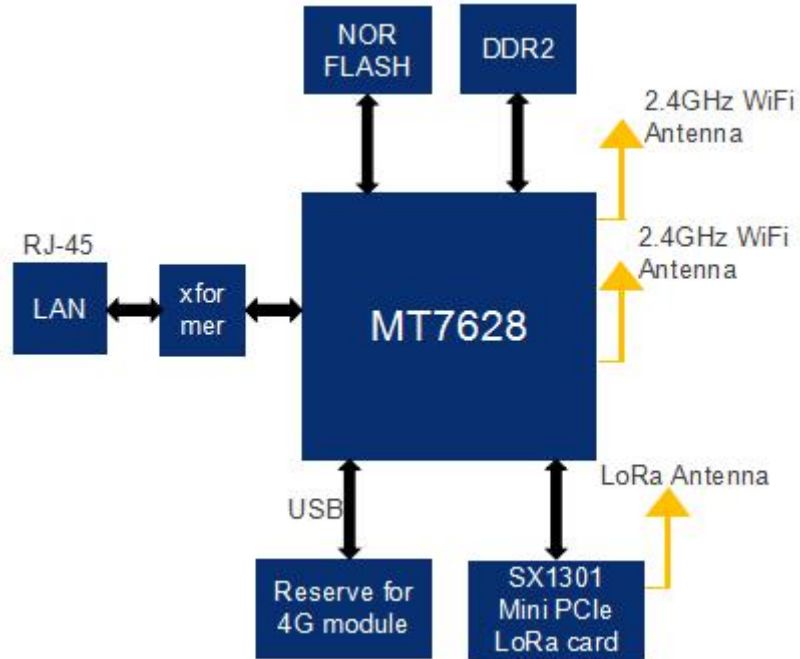 NOR
FLASH
DDR2
2.4GHz WiFi
Antenna
2.4GHz WiFi
Antenna
RJ-45
LAN
xfor
mer
MT7628
LoRa Antenna
USB
Reserve for
4G module
SX1301
Mini PCIe
LoRa card